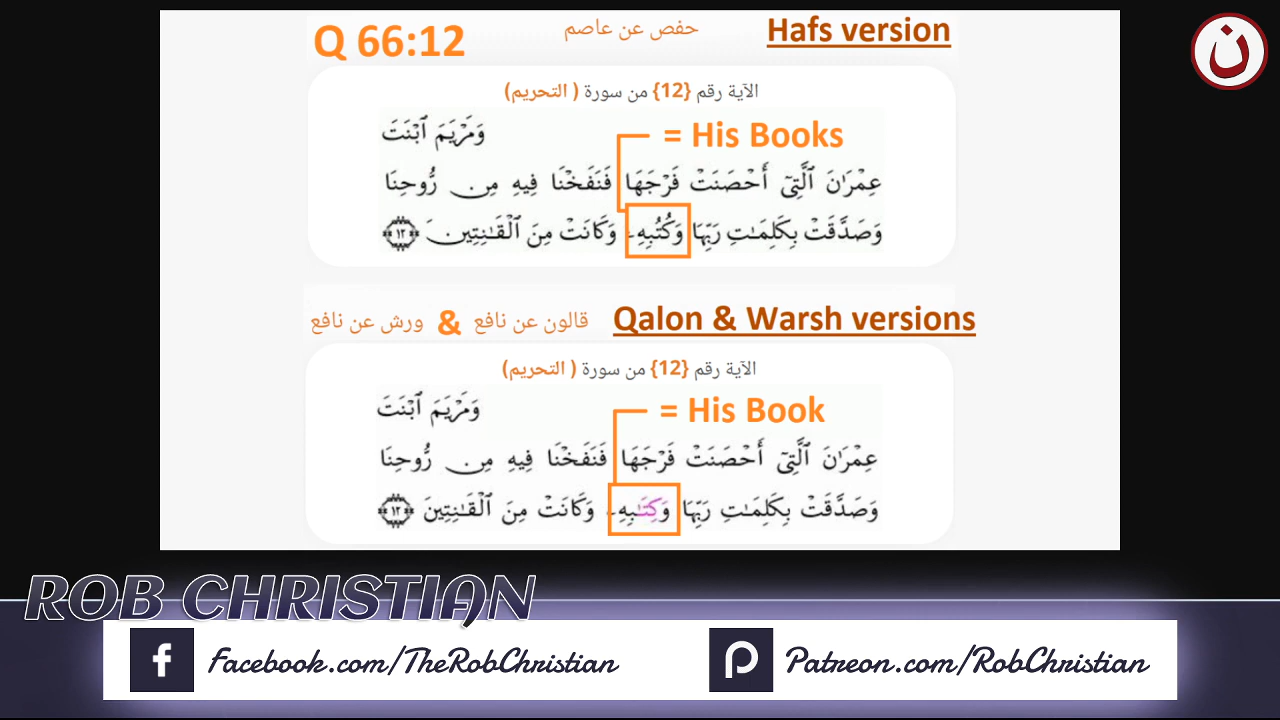 Q 66:12 حفص عن عاصم Hafs version
ن
الآية رقم {12} من سورة ( التحريم)
= His Books
وَمَرْيَمَ ٱبْنَتَ
عِمْرَٰنَ ٱلَّتِىٓ أَحْصَنَتْ فَرْجَهَا فَنَفَخْنَا فِيهِ مِن رُّوحِنَا
وَصَدَّقَتْ بِكَلِمَٰتِ رَبِّهَا وَكُتُبِهِۦ وَكَانَتْ مِنَ ٱلْقَٰنِتِينَ ١٢
ورش عن نافع & قالون عن نافع Qalon & Warsh versions
الآية رقم {12} من سورة ( التحريم)
= His Book
وَمَرْيَمَ ٱبْنَتَ
عِمْرَٰنَ ٱلَّتِىٓ أَحْصَنَتْ فَرْجَهَا فَنَفَخْنَا فِيهِ مِن رُّوحِنَا
وَصَدَّقَتْ بِكَلِمَٰتِ رَبِّهَا وَكِتَٰبِهِۦ وَكَانَتْ مِنَ ٱلْقَٰنِتِينَ ١٢
ROB CHRISTIAN
Facebook.com/TheRobChristian
Patreon.com/RobChristian